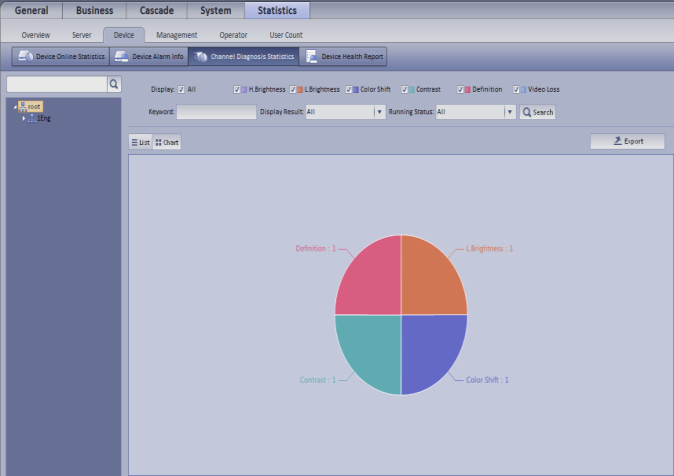 General Business Cascade System Statistics
Overview Server Device Management Operator User Count
Device Online Statistics Device Alarm Info Channel Diagnosis Statistics Device Health Report
Display: All H.Brightness L.Brightness Color Shift Contrast Definition Video Loss
root
1Eng
Keyword: Display Result: All Running Status: All Search
List Chart Export
Definition : 1 L.Brightness : 1
Contrast : 1 Color Shift : 1